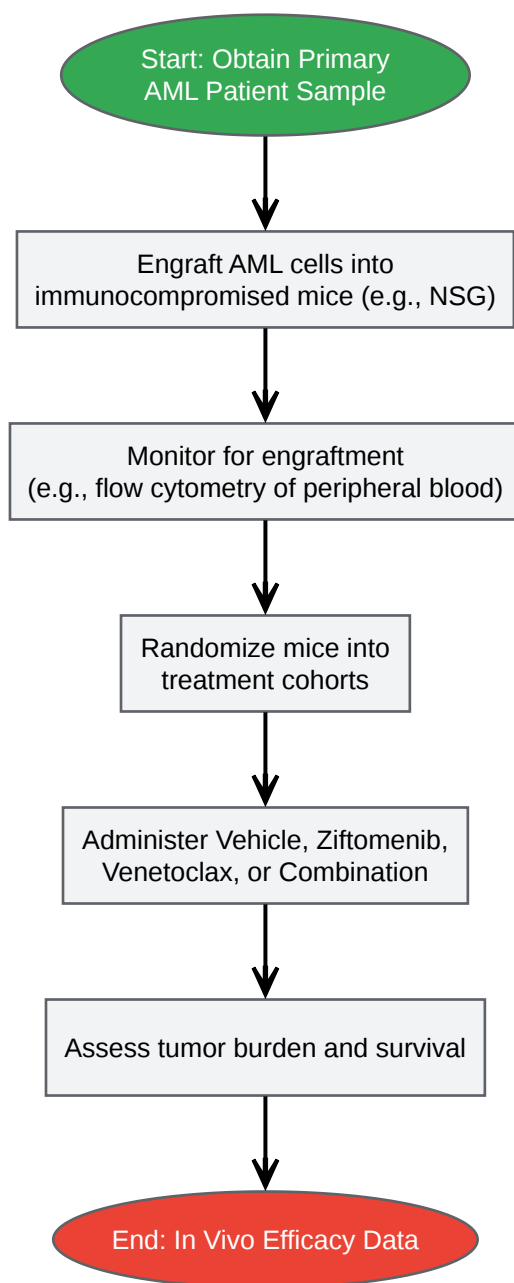 Start: Obtain Primary
AML Patient Sample
Engraft AML cells into
immunocompromised mice (e.g., NSG)
Monitor for engraftment
(e.g., flow cytometry of peripheral blood)
Randomize mice into
treatment cohorts
Administer Vehicle, Ziftomenib,
Venetoclax, or Combination
Assess tumor burden and survival
End: In Vivo Efficacy Data